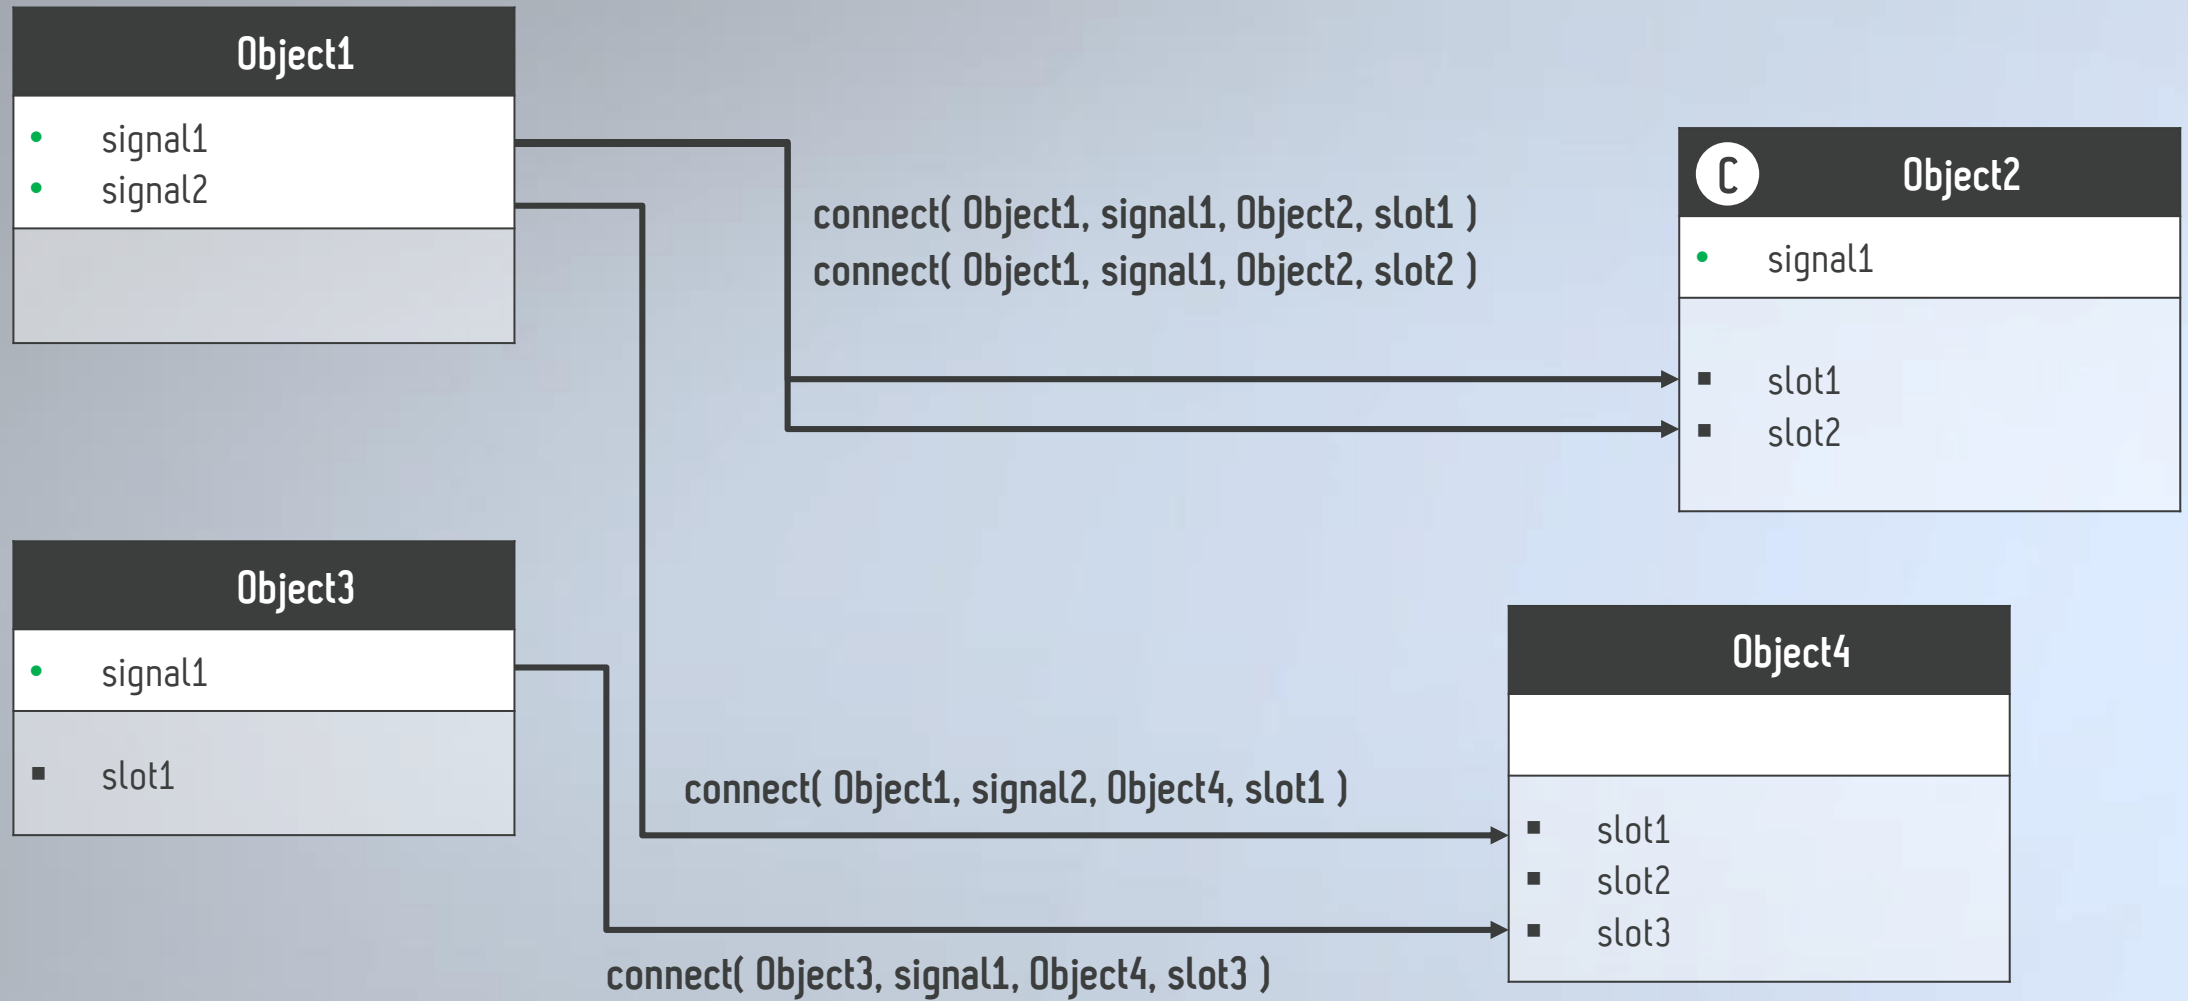 Object1
signal1
signal2
connect( Object1, signal1, Object2, slot1 )
connect( Object1, signal1, Object2, slot2 )
C
Object2
signal1
slot1
slot2
Object3
signal1
slot1
connect( Object1, signal2, Object4, slot1 )
connect( Object3, signal1, Object4, slot3 )
Object4
slot1
slot2
slot3